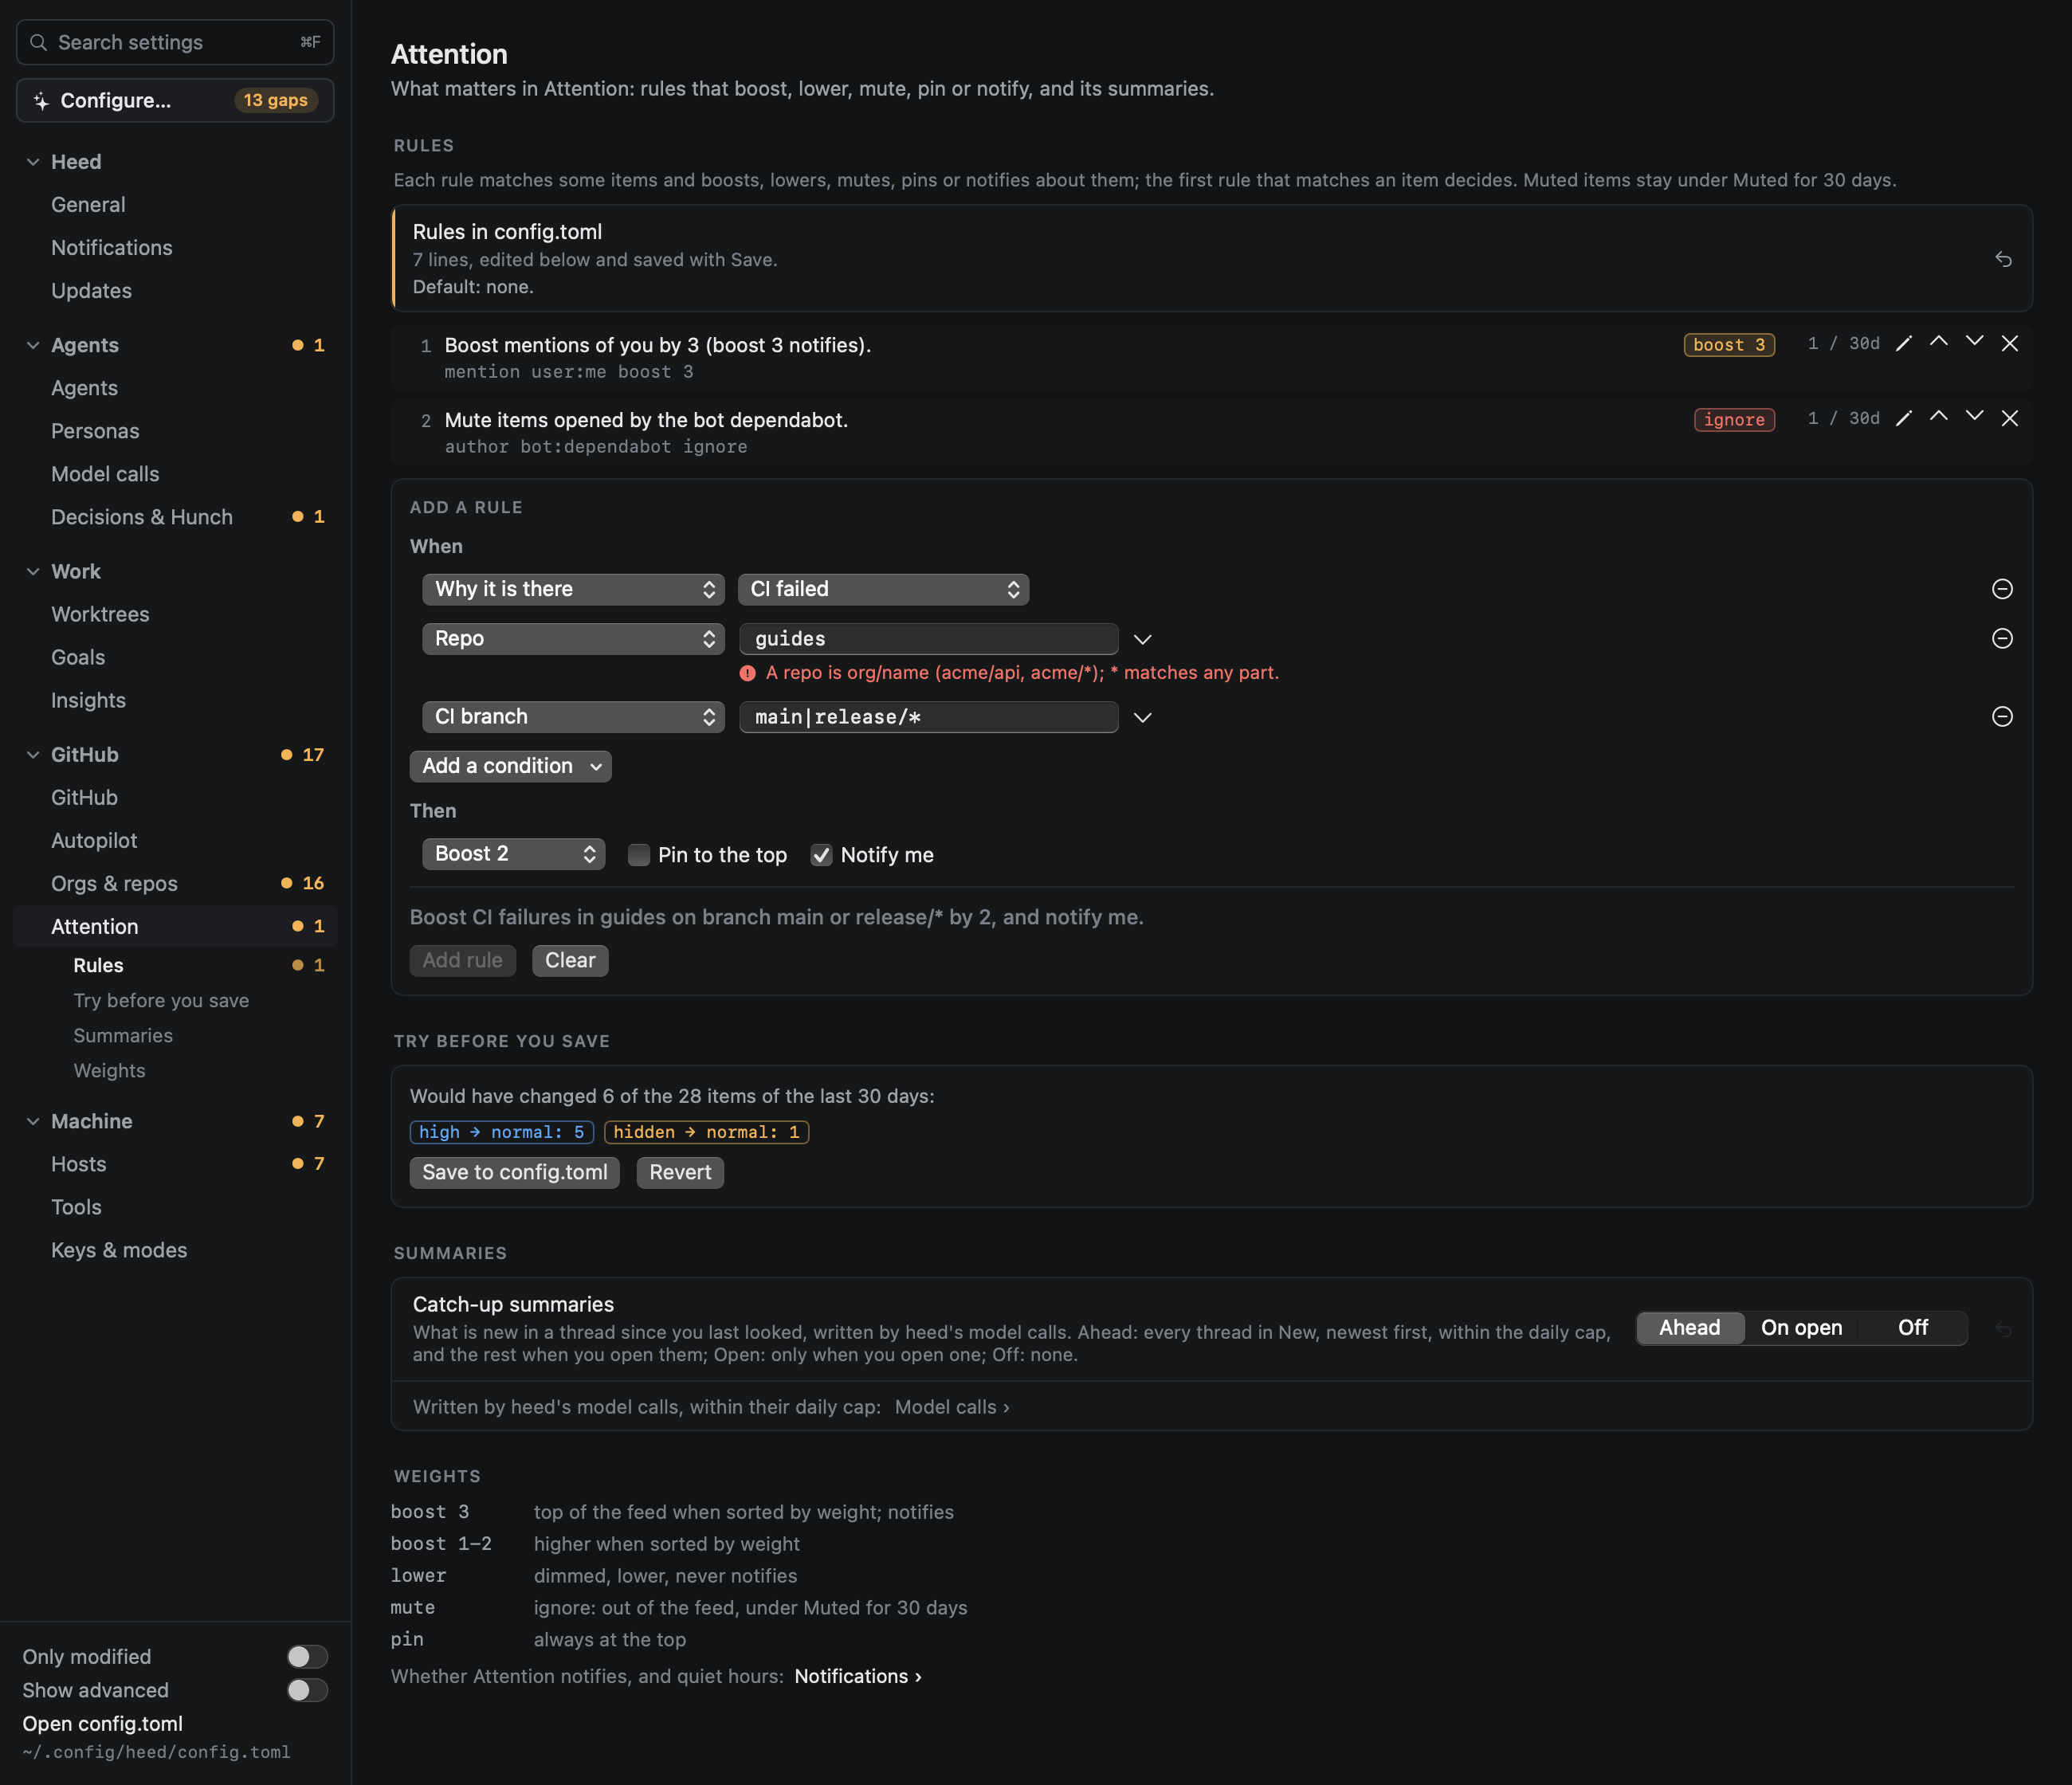 Search settings ⌘F
Configure... 13 gaps
Heed
General
Notifications
Updates
Agents 1
Agents
Personas
Model calls
Decisions & Hunch 1
Work
Worktrees
Goals
Insights
GitHub 17
GitHub
Autopilot
Orgs & repos 16
Attention 1
Rules 1
Try before you save
Summaries
Weights
Machine 7
Hosts 7
Tools
Keys & modes
Only modified
Show advanced
Open config.toml
~/.config/heed/config.toml
Attention
What matters in Attention: rules that boost, lower, mute, pin or notify, and its summaries.
RULES
Each rule matches some items and boosts, lowers, mutes, pins or notifies about them; the first rule that matches an item decides. Muted items stay under Muted for 30 days.
Rules in config.toml
7 lines, edited below and saved with Save.
Default: none.
1 Boost mentions of you by 3 (boost 3 notifies). boost 3 1 / 30d
mention user:me boost 3
2 Mute items opened by the bot dependabot. ignore 1 / 30d
author bot:dependabot ignore
ADD A RULE
When
Why it is there CI failed
Repo guides
A repo is org/name (acme/api, acme/*); * matches any part.
CI branch main|release/*
Add a condition
Then
Boost 2 Pin to the top Notify me
Boost CI failures in guides on branch main or release/* by 2, and notify me.
Add rule Clear
TRY BEFORE YOU SAVE
Would have changed 6 of the 28 items of the last 30 days:
high → normal: 5 hidden → normal: 1
Save to config.toml Revert
SUMMARIES
Catch-up summaries
What is new in a thread since you last looked, written by heed's model calls. Ahead: every thread in New, newest first, within the daily cap,
and the rest when you open them; Open: only when you open one; Off: none.
Ahead On open Off
Written by heed's model calls, within their daily cap: Model calls ›
WEIGHTS
boost 3 top of the feed when sorted by weight; notifies
boost 1–2 higher when sorted by weight
lower dimmed, lower, never notifies
mute ignore: out of the feed, under Muted for 30 days
pin always at the top
Whether Attention notifies, and quiet hours: Notifications ›